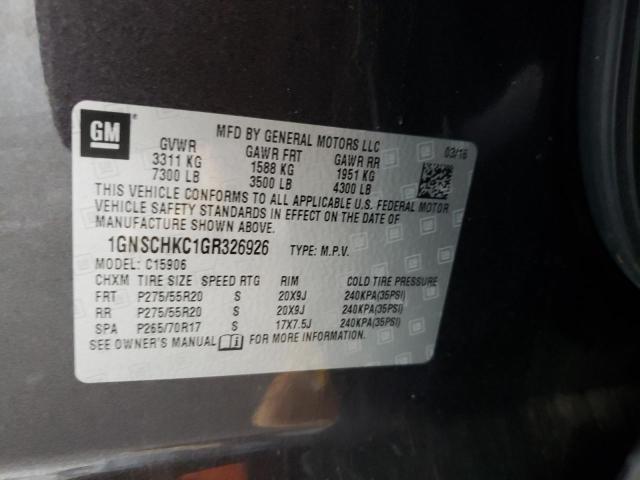 GM
MFD BY GENERAL MOTORS LLC
03/16
GVWR GAWR FRT GAWR RR
3311 KG 1588 KG 1951 KG
7300 LB 3500 LB 4300 LB
THIS VEHICLE CONFORMS TO ALL APPLICABLE U.S. FEDERAL MOTOR
VEHICLE SAFETY STANDARDS IN EFFECT ON THE DATE OF
MANUFACTURE SHOWN ABOVE.
1GNSCHKC1GR326926 TYPE: M.P.V.
MODEL: C15906
CHXM TIRE SIZE SPEED RTG RIM COLD TIRE PRESSURE
FRT P275/55R20 S 20X9J 240KPA(35PSI)
RR P275/55R20 S 20X9J 240KPA(35PSI)
SPA P265/70R17 S 17X7.5J 240KPA(35PSI)
SEE OWNER'S MANUAL FOR MORE INFORMATION.